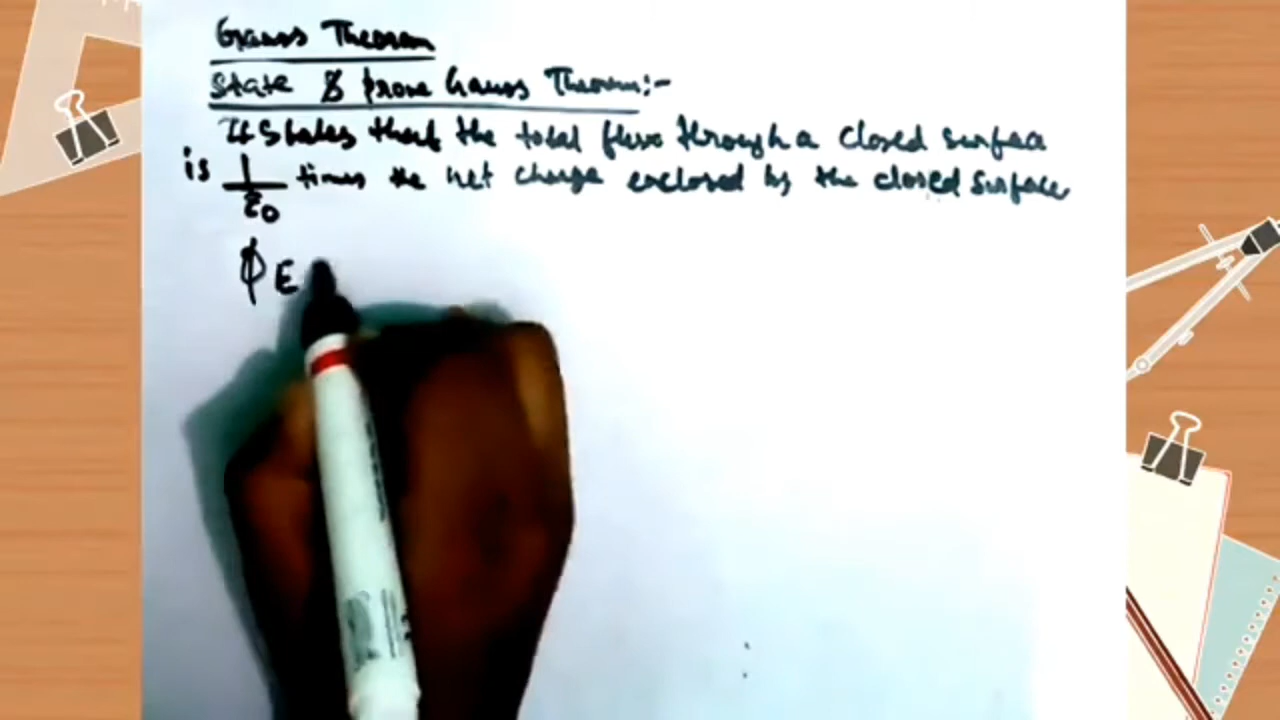 Gauss Theorem
State & prove Gauss Theorem:-
It States that the total flux through a closed surface
is 1/ε0 times the net charge enclosed by the closed surface
ϕE